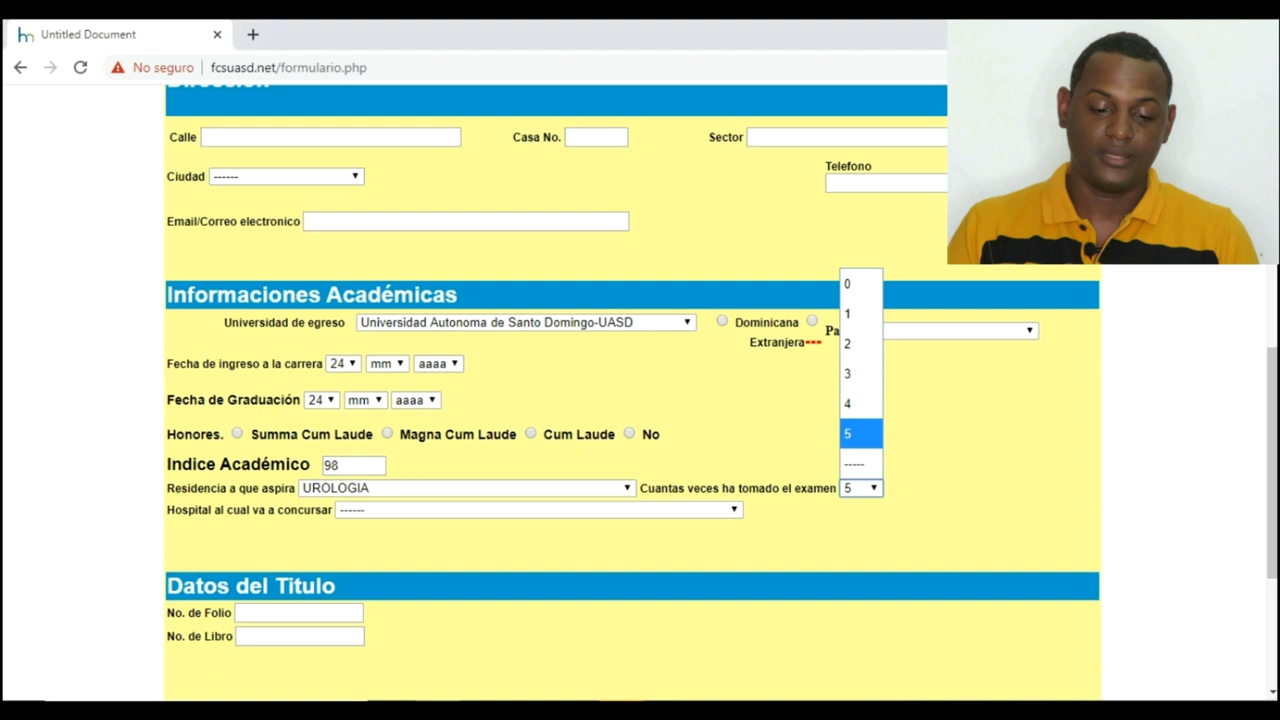 Untitled Document
No seguro fcsuasd.net/formulario.php
Dirección
Calle Casa No. Sector
Telefono
Ciudad ------
Email/Correo electronico
Informaciones Académicas
Universidad de egreso Universidad Autonoma de Santo Domingo-UASD Dominicana Pa
Extranjera---
Fecha de ingreso a la carrera 24 mm aaaa
Fecha de Graduación 24 mm aaaa
Honores. Summa Cum Laude Magna Cum Laude Cum Laude No
Indice Académico 98
Residencia a que aspira UROLOGIA Cuantas veces ha tomado el examen 5
0
1
2
3
4
5
-----
Hospital al cual va a concursar ------
Datos del Titulo
No. de Folio
No. de Libro